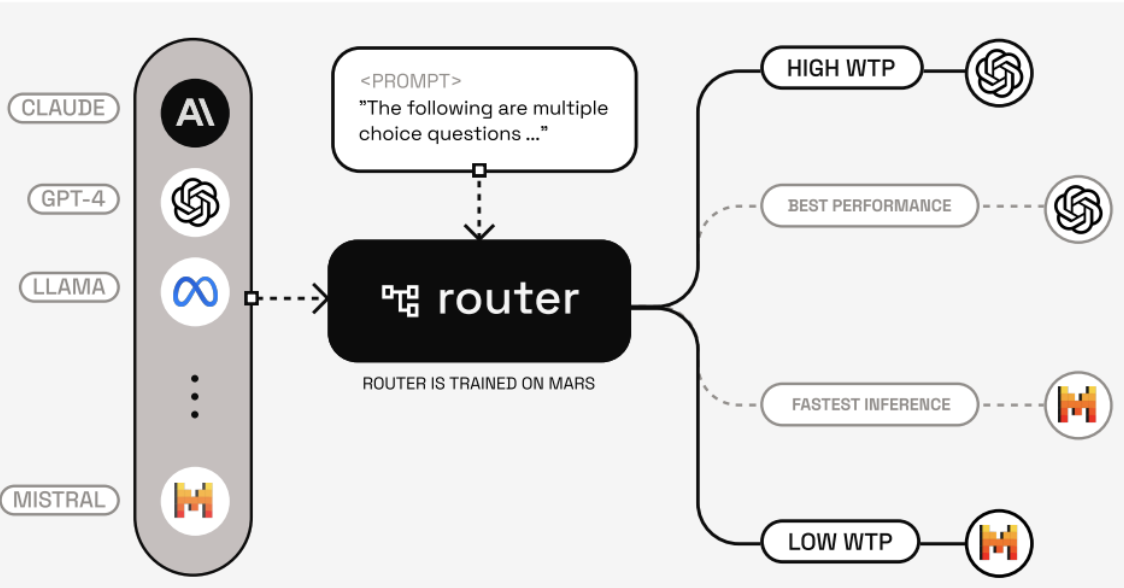 CLAUDE
GPT-4
LLAMA
MISTRAL
<PROMPT>
”The following are multiple
choice questions ...”
router
ROUTER IS TRAINED ON MARS
HIGH WTP
BEST PERFORMANCE
FASTEST INFERENCE
LOW WTP